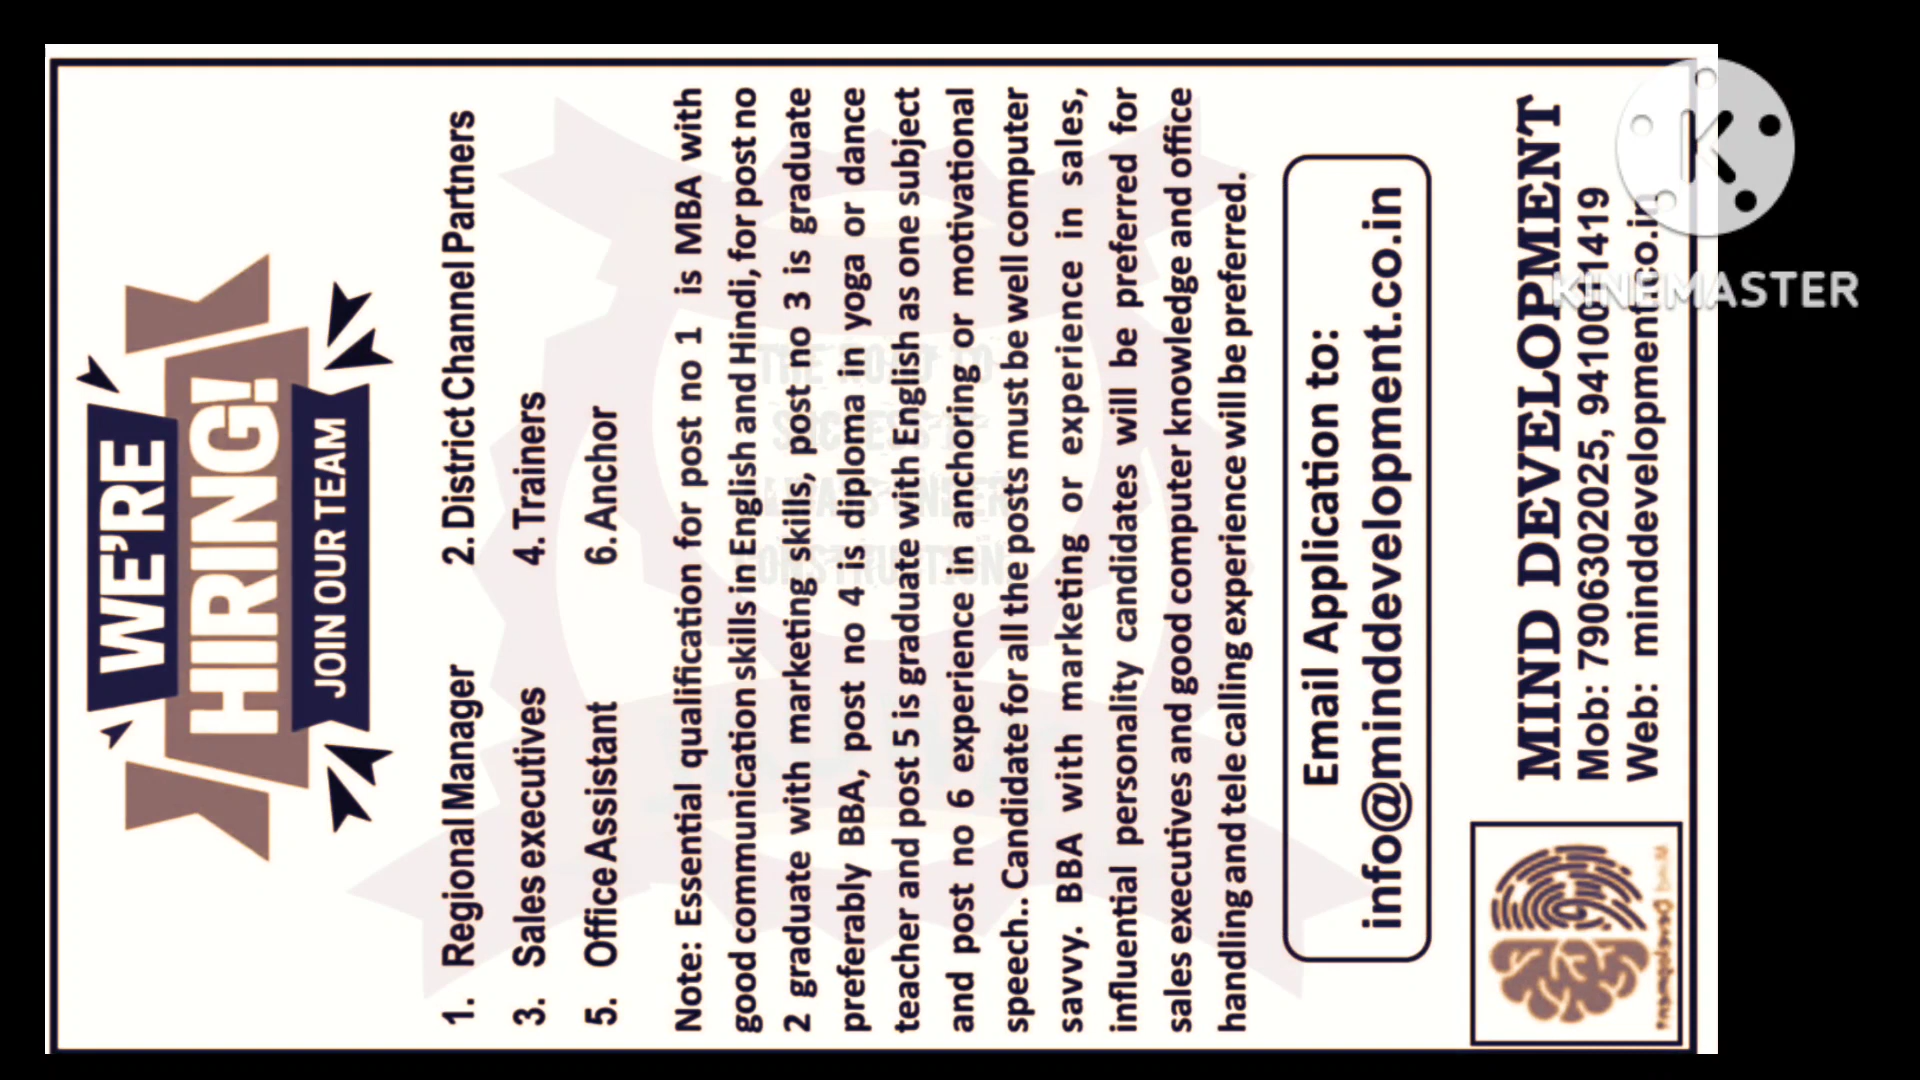 WE'RE
HIRING!
JOIN OUR TEAM
1. Regional Manager 2. District Channel Partners
3. Sales executives 4. Trainers
5. Office Assistant 6. Anchor
Note: Essential qualification for post no 1 is MBA with
good communication skills in English and Hindi, for post no
2 graduate with marketing skills, post no 3 is graduate
preferably BBA, post no 4 is diploma in yoga or dance
teacher and post 5 is graduate with English as one subject
and post no 6 experience in anchoring or motivational
speech.. Candidate for all the posts must be well computer
savvy. BBA with marketing or experience in sales,
influential personality candidates will be preferred for
sales executives and good computer knowledge and office
handling and tele calling experience will be preferred.
Email Application to:
info@minddevelopment.co.in
MIND DEVELOPMENT
Mob: 7906302025, 9410001419
Web: minddevelopment.co.in
Mind Development
KINEMASTER